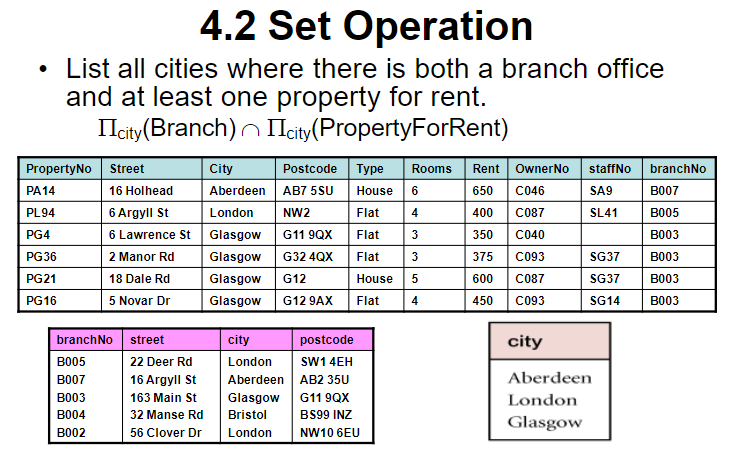 4.2 Set Operation
• List all cities where there is both a branch office
and at least one property for rent.
Πcity(Branch) ∩ Πcity(PropertyForRent)
PropertyNo Street City Postcode Type Rooms Rent OwnerNo staffNo branchNo
PA14 16 Holhead Aberdeen AB7 5SU House 6 650 C046 SA9 B007
PL94 6 Argyll St London NW2 Flat 4 400 C087 SL41 B005
PG4 6 Lawrence St Glasgow G11 9QX Flat 3 350 C040 B003
PG36 2 Manor Rd Glasgow G32 4QX Flat 3 375 C093 SG37 B003
PG21 18 Dale Rd Glasgow G12 House 5 600 C087 SG37 B003
PG16 5 Novar Dr Glasgow G12 9AX Flat 4 450 C093 SG14 B003
branchNo street city postcode
B005 22 Deer Rd London SW1 4EH
B007 16 Argyll St Aberdeen AB2 35U
B003 163 Main St Glasgow G11 9QX
B004 32 Manse Rd Bristol BS99 INZ
B002 56 Clover Dr London NW10 6EU
city
Aberdeen
London
Glasgow